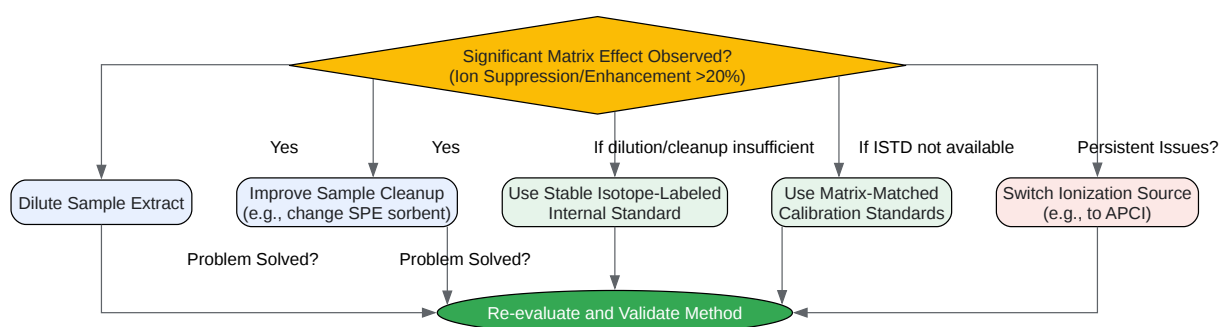 Significant Matrix Effect Observed?
(Ion Suppression/Enhancement >20%)
Yes
Yes
If dilution/cleanup insufficient
If ISTD not available
Persistent Issues?
Dilute Sample Extract
Improve Sample Cleanup
(e.g., change SPE sorbent)
Use Stable Isotope-Labeled
Internal Standard
Use Matrix-Matched
Calibration Standards
Switch Ionization Source
(e.g., to APCI)
Problem Solved?
Problem Solved?
Re-evaluate and Validate Method